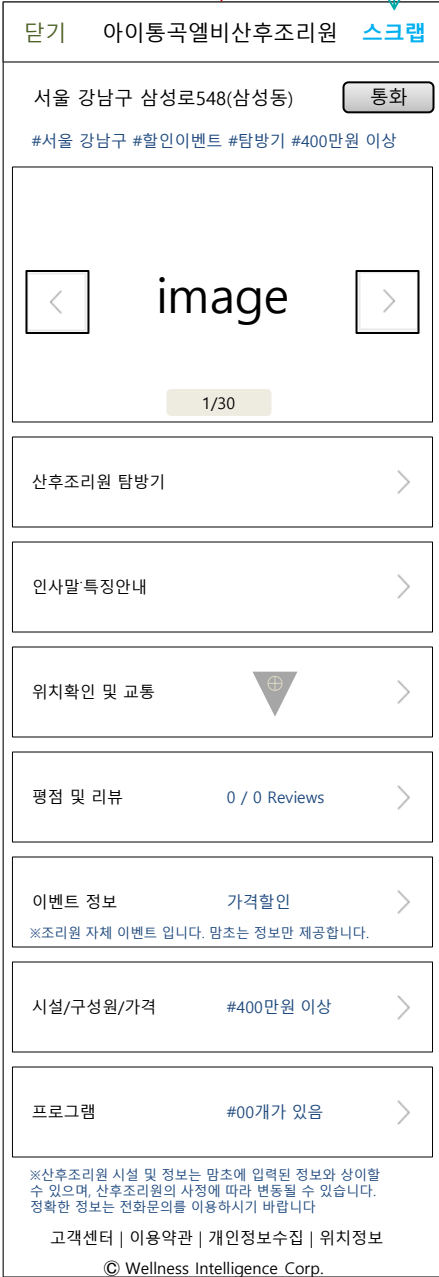 닫기 아이통곡엘비산후조리원 스크랩
서울 강남구 삼성로548(삼성동) 통화
#서울 강남구 #할인이벤트 #탐방기 #400만원 이상
image
1/30
산후조리원 탐방기
인사말·특징안내
위치확인 및 교통
평점 및 리뷰 0 / 0 Reviews
이벤트 정보 가격할인
※조리원 자체 이벤트 입니다. 맘초는 정보만 제공합니다.
시설/구성원/가격 #400만원 이상
프로그램 #00개가 있음
※산후조리원 시설 및 정보는 맘초에 입력된 정보와 상이할
수 있으며, 산후조리원의 사정에 따라 변동될 수 있습니다.
정확한 정보는 전화문의를 이용하시기 바랍니다
고객센터 | 이용약관 | 개인정보수집 | 위치정보
Ⓒ Wellness Intelligence Corp.